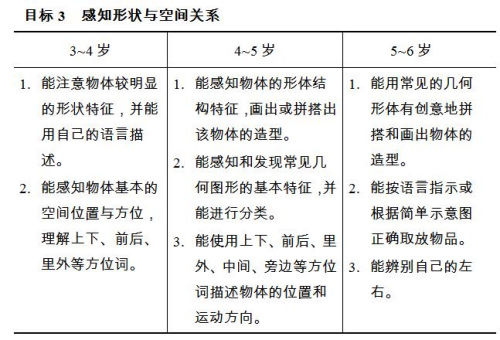 目标 3 感知形状与空间关系
3~4 岁
4~5 岁
5~6 岁
1. 能注意物体较明显
的形状特征，并能
用自己的语言描
述。
2. 能感知物体基本的
空间位置与方位，
理解上下、前后、
里外等方位词。
1. 能感知物体的形体结
构特征,画出或拼搭出
该物体的造型。
2. 能感知和发现常见几
何图形的基本特征,并
能进行分类。
3. 能使用上下、前后、里
外、中间、旁边等方位
词描述物体的位置和
运动方向。
1. 能用常见的几何
形体有创意地拼
搭和画出物体的
造型。
2. 能按语言指示或
根据简单示意图
正确取放物品。
3. 能辨别自己的左
右。